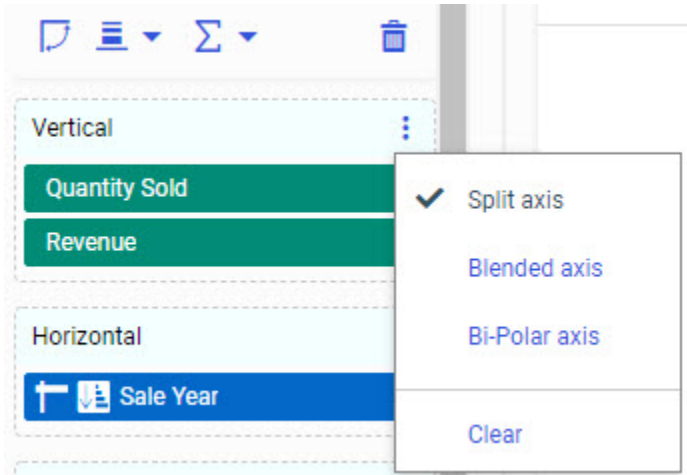 Vertical
Quantity Sold
Revenue
Split axis
Blended axis
Bi-Polar axis
Clear
Horizontal
Sale Year